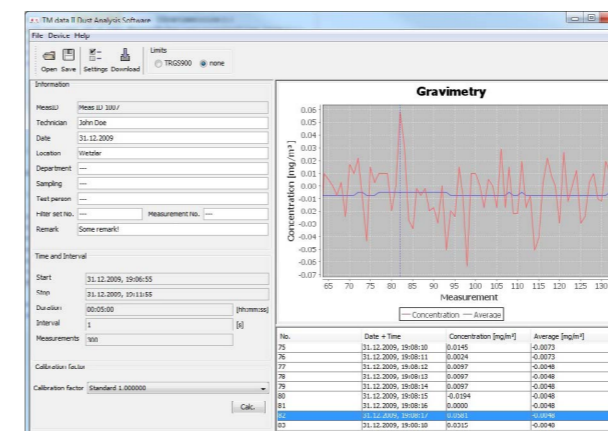 TM data II Dust Analysis Software
File Device Help
Open Save Settings Download
Limits
TRGS900 none
Information
MeasID Meas ID 1007
Technician John Doe
Date 31.12.2009
Location Wetzlar
Department ---
Sampling ---
Test person ---
Filter set No. --- Measurement No. ---
Remark Some remark!
Time and Interval
Start 31.12.2009, 19:06:55
Stop 31.12.2009, 19:11:55
Duration 00:05:00 [hh:mm:ss]
Interval 1 [s]
Measurements 300
Calibration factor
Calibration factor Standard 1.000000
Calc.
Gravimetry
Concentration [mg/m³]
0.06
0.05
0.04
0.03
0.02
0.01
0.00
-0.01
-0.02
-0.03
-0.04
-0.05
-0.06
-0.07
65 70 75 80 85 90 95 100 105 110 115 120 125 130
Measurement
Concentration Average
No. Date + Time Concentration [mg/m³] Average [mg/m³]
75 31.12.2009, 19:08:10 0.0145 -0.0073
76 31.12.2009, 19:08:11 0.0024 -0.0073
77 31.12.2009, 19:08:12 0.0097 -0.0048
78 31.12.2009, 19:08:13 0.0097 -0.0048
79 31.12.2009, 19:08:14 0.0097 -0.0048
80 31.12.2009, 19:08:15 -0.0194 -0.0048
81 31.12.2009, 19:08:16 0.0000 -0.0048
82 31.12.2009, 19:08:17 0.0581 -0.0048
83 31.12.2009, 19:08:18 0.0315 -0.0048